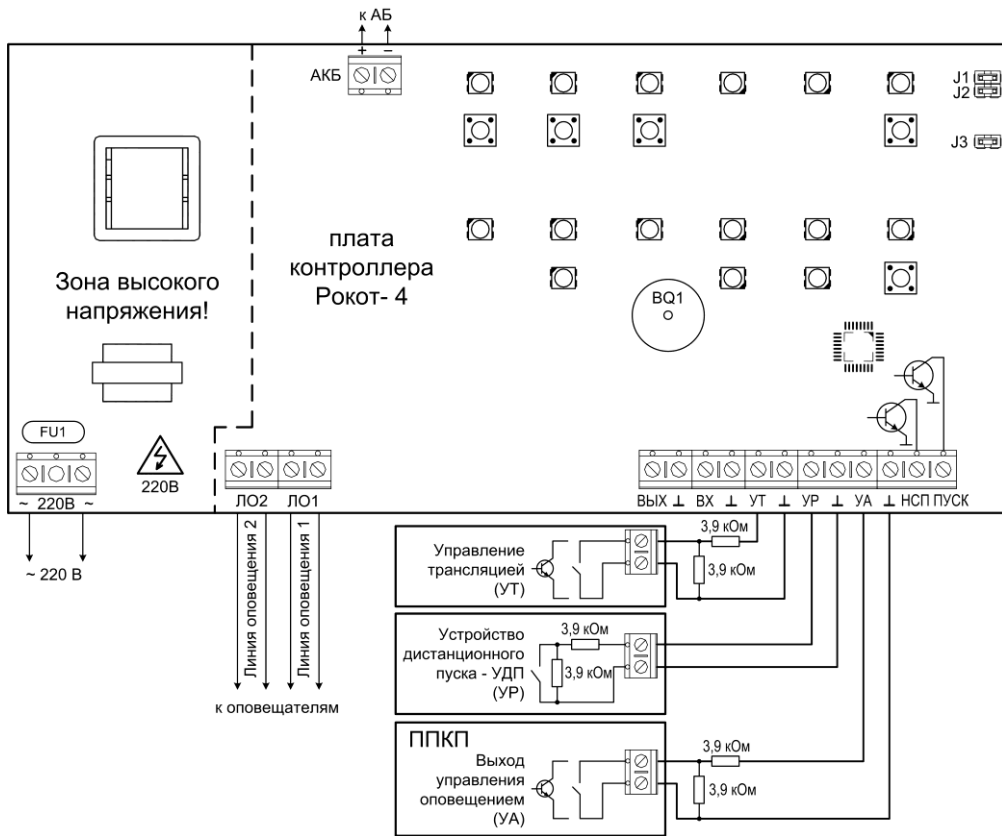 к АБ
+ −
АКБ
J1
J2
J3
плата
контроллера
Рокот- 4
Зона высокого
напряжения!
BQ1
FU1
220В
~ 220В ~
ЛО2 ЛО1
ВЫХ ⊥ ВХ ⊥ УТ ⊥ УР ⊥ УА ⊥ НСП ПУСК
~ 220 В
Линия оповещения 2
Линия оповещения 1
к оповещателям
Управление
трансляцией
(УТ)
3,9 кОм
3,9 кОм
Устройство
дистанционного
пуска - УДП
(УР)
3,9 кОм
3,9 кОм
ППКП
Выход
управления
оповещением
(УА)
3,9 кОм
3,9 кОм